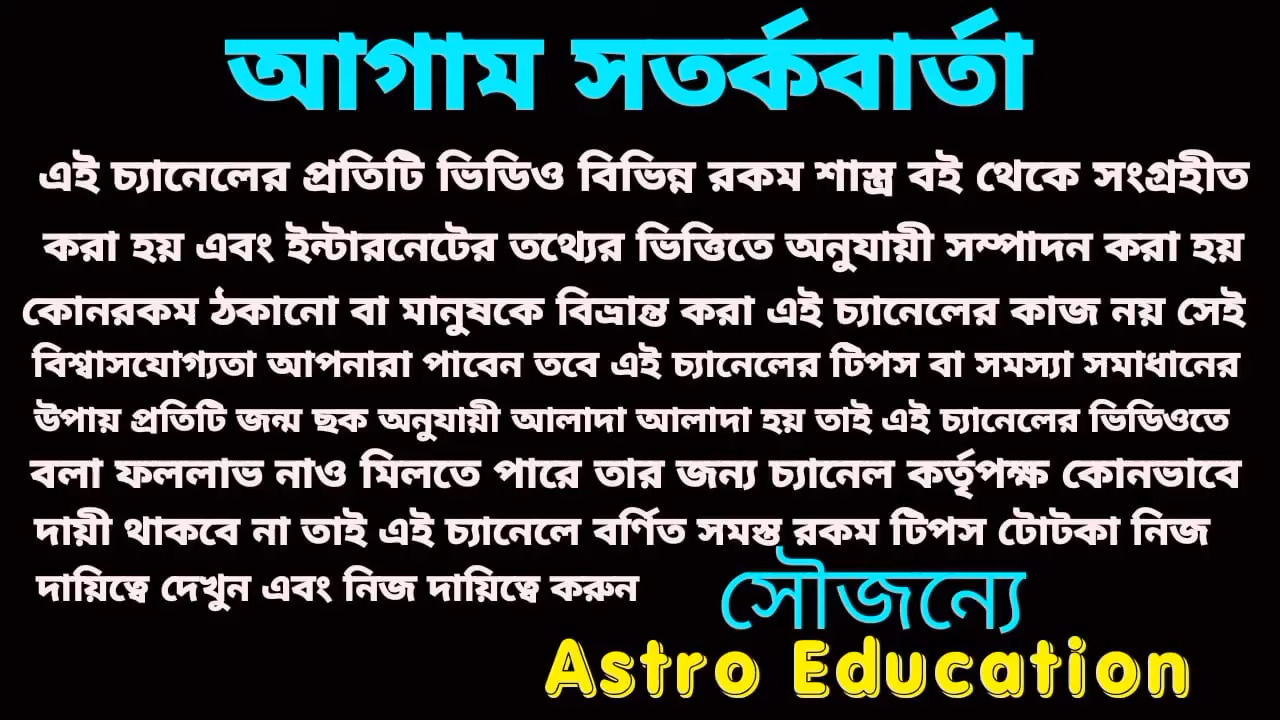 আগাম সতর্কবার্তা
এই চ্যানেলের প্রতিটি ভিডিও বিভিন্ন রকম শাস্ত্র বই থেকে সংগ্রহীত
করা হয় এবং ইন্টারনেটের তথ্যের ভিত্তিতে অনুযায়ী সম্পাদন করা হয়
কোনরকম ঠকানো বা মানুষকে বিভ্রান্ত করা এই চ্যানেলের কাজ নয় সেই
বিশ্বাসযোগ্যতা আপনারা পাবেন তবে এই চ্যানেলের টিপস বা সমস্যা সমাধানের
উপায় প্রতিটি জন্ম ছক অনুযায়ী আলাদা আলাদা হয় তাই এই চ্যানেলের ভিডিওতে
বলা ফললাভ নাও মিলতে পারে তার জন্য চ্যানেল কর্তৃপক্ষ কোনভাবে
দায়ী থাকবে না তাই এই চ্যানেলে বর্ণিত সমস্ত রকম টিপস টোটকা নিজ
দায়িত্বে দেখুন এবং নিজ দায়িত্বে করুন
সৌজন্যে
Astro Education